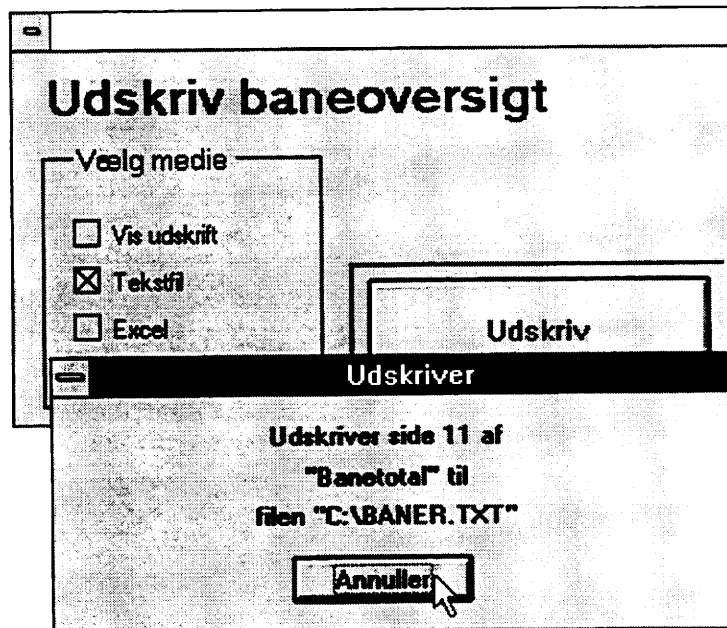 Udskriv baneoversigt
Vælg medie
Vis udskrift
Tekstfil
Excel
Udskriv
Udskriver
Udskriver side 11 af
"Banetotal" til
filen "C:\BANER.TXT"
Annuller